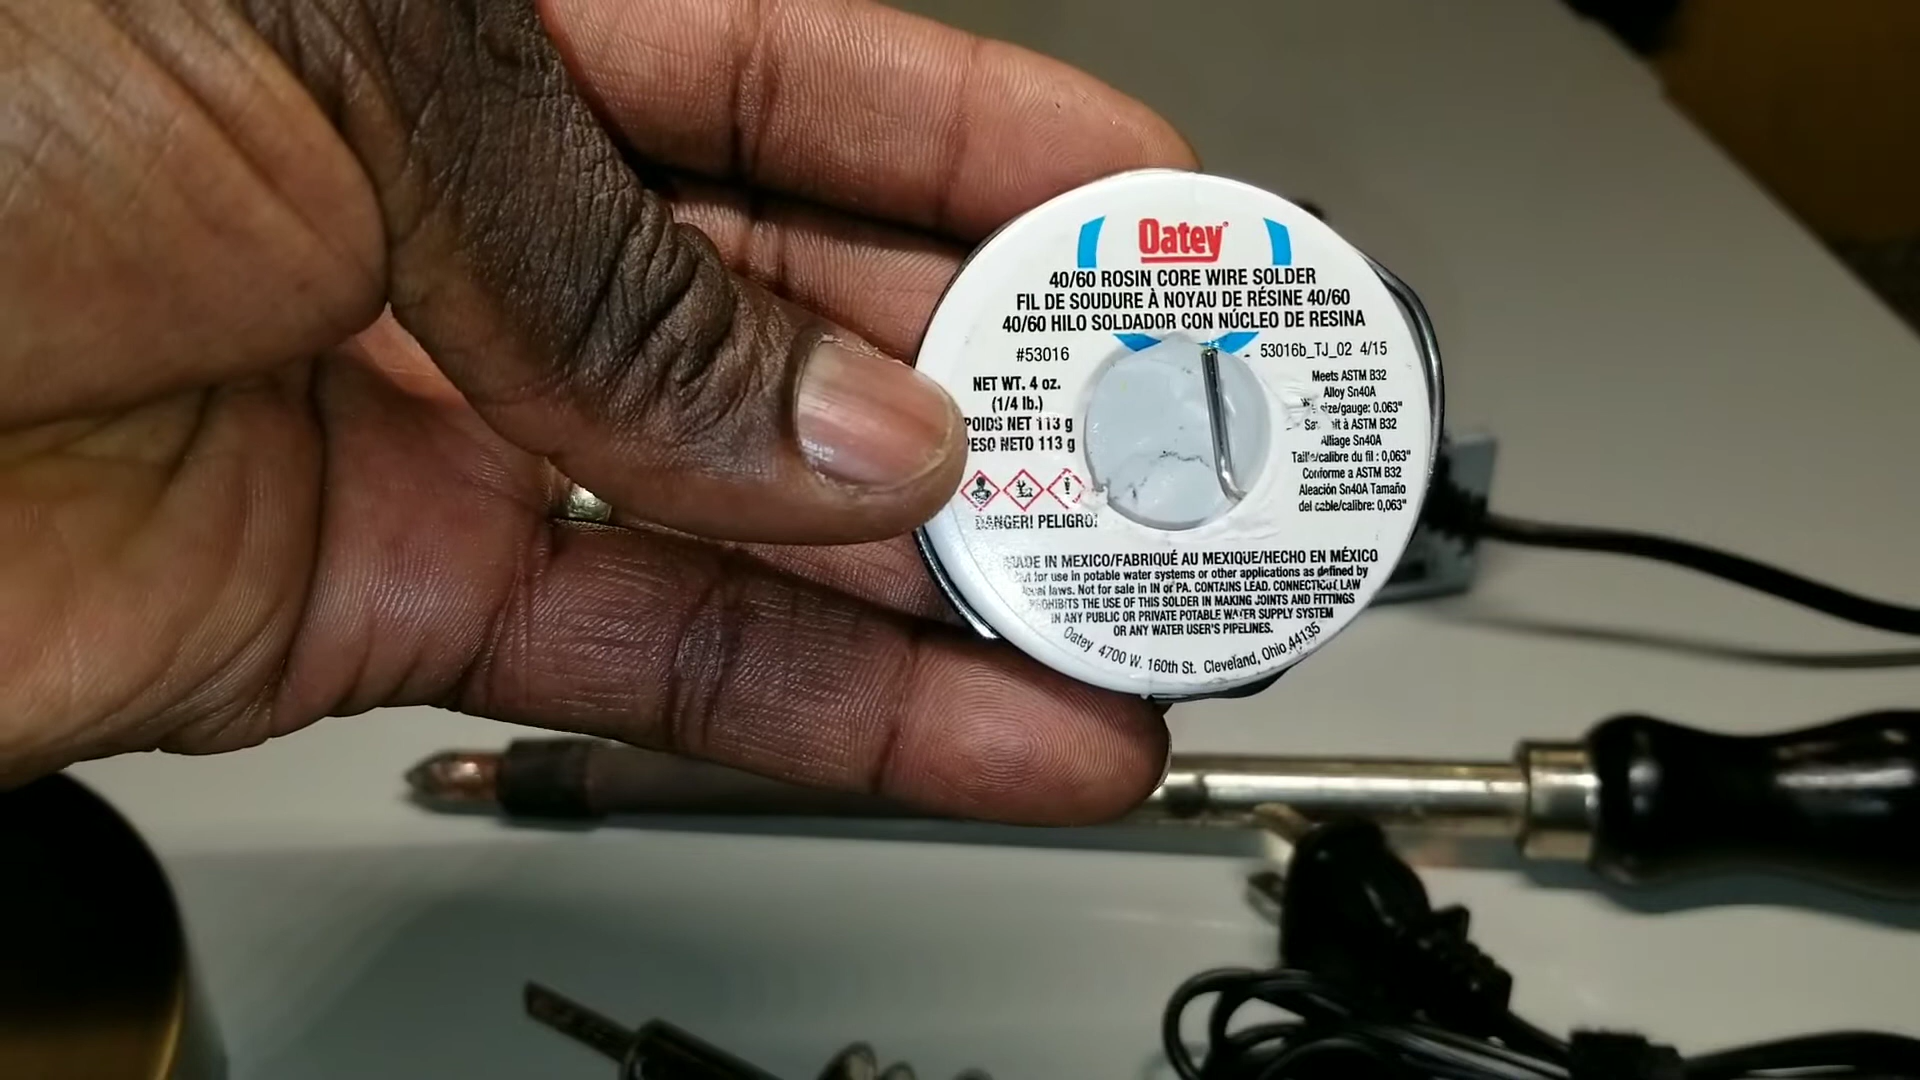 Oatey
40/60 ROSIN CORE WIRE SOLDER
FIL DE SOUDURE À NOYAU DE RÉSINE 40/60
40/60 HILO SOLDADOR CON NÚCLEO DE RESINA
#53016
53016b_TJ_02 4/15
NET WT. 4 oz.
(1/4 lb.)
POIDS NET 113 g
PESO NETO 113 g
DANGER! PELIGRO!
Meets ASTM B32
Alloy Sn40A
size/gauge: 0.063"
à ASTM B32
Alliage Sn40A
Taille/calibre du fil : 0,063"
Conforme a ASTM B32
Aleación Sn40A Tamaño
del cable/calibre: 0,063"
MADE IN MEXICO/FABRIQUÉ AU MEXIQUE/HECHO EN MÉXICO
for use in potable water systems or other applications as defined by
laws. Not for sale in IN or PA. CONTAINS LEAD. CONNECTICUT LAW
PROHIBITS THE USE OF THIS SOLDER IN MAKING JOINTS AND FITTINGS
IN ANY PUBLIC OR PRIVATE POTABLE WATER SUPPLY SYSTEM
OR ANY WATER USER'S PIPELINES.
Oatey 4700 W. 160th St. Cleveland, Ohio 44135